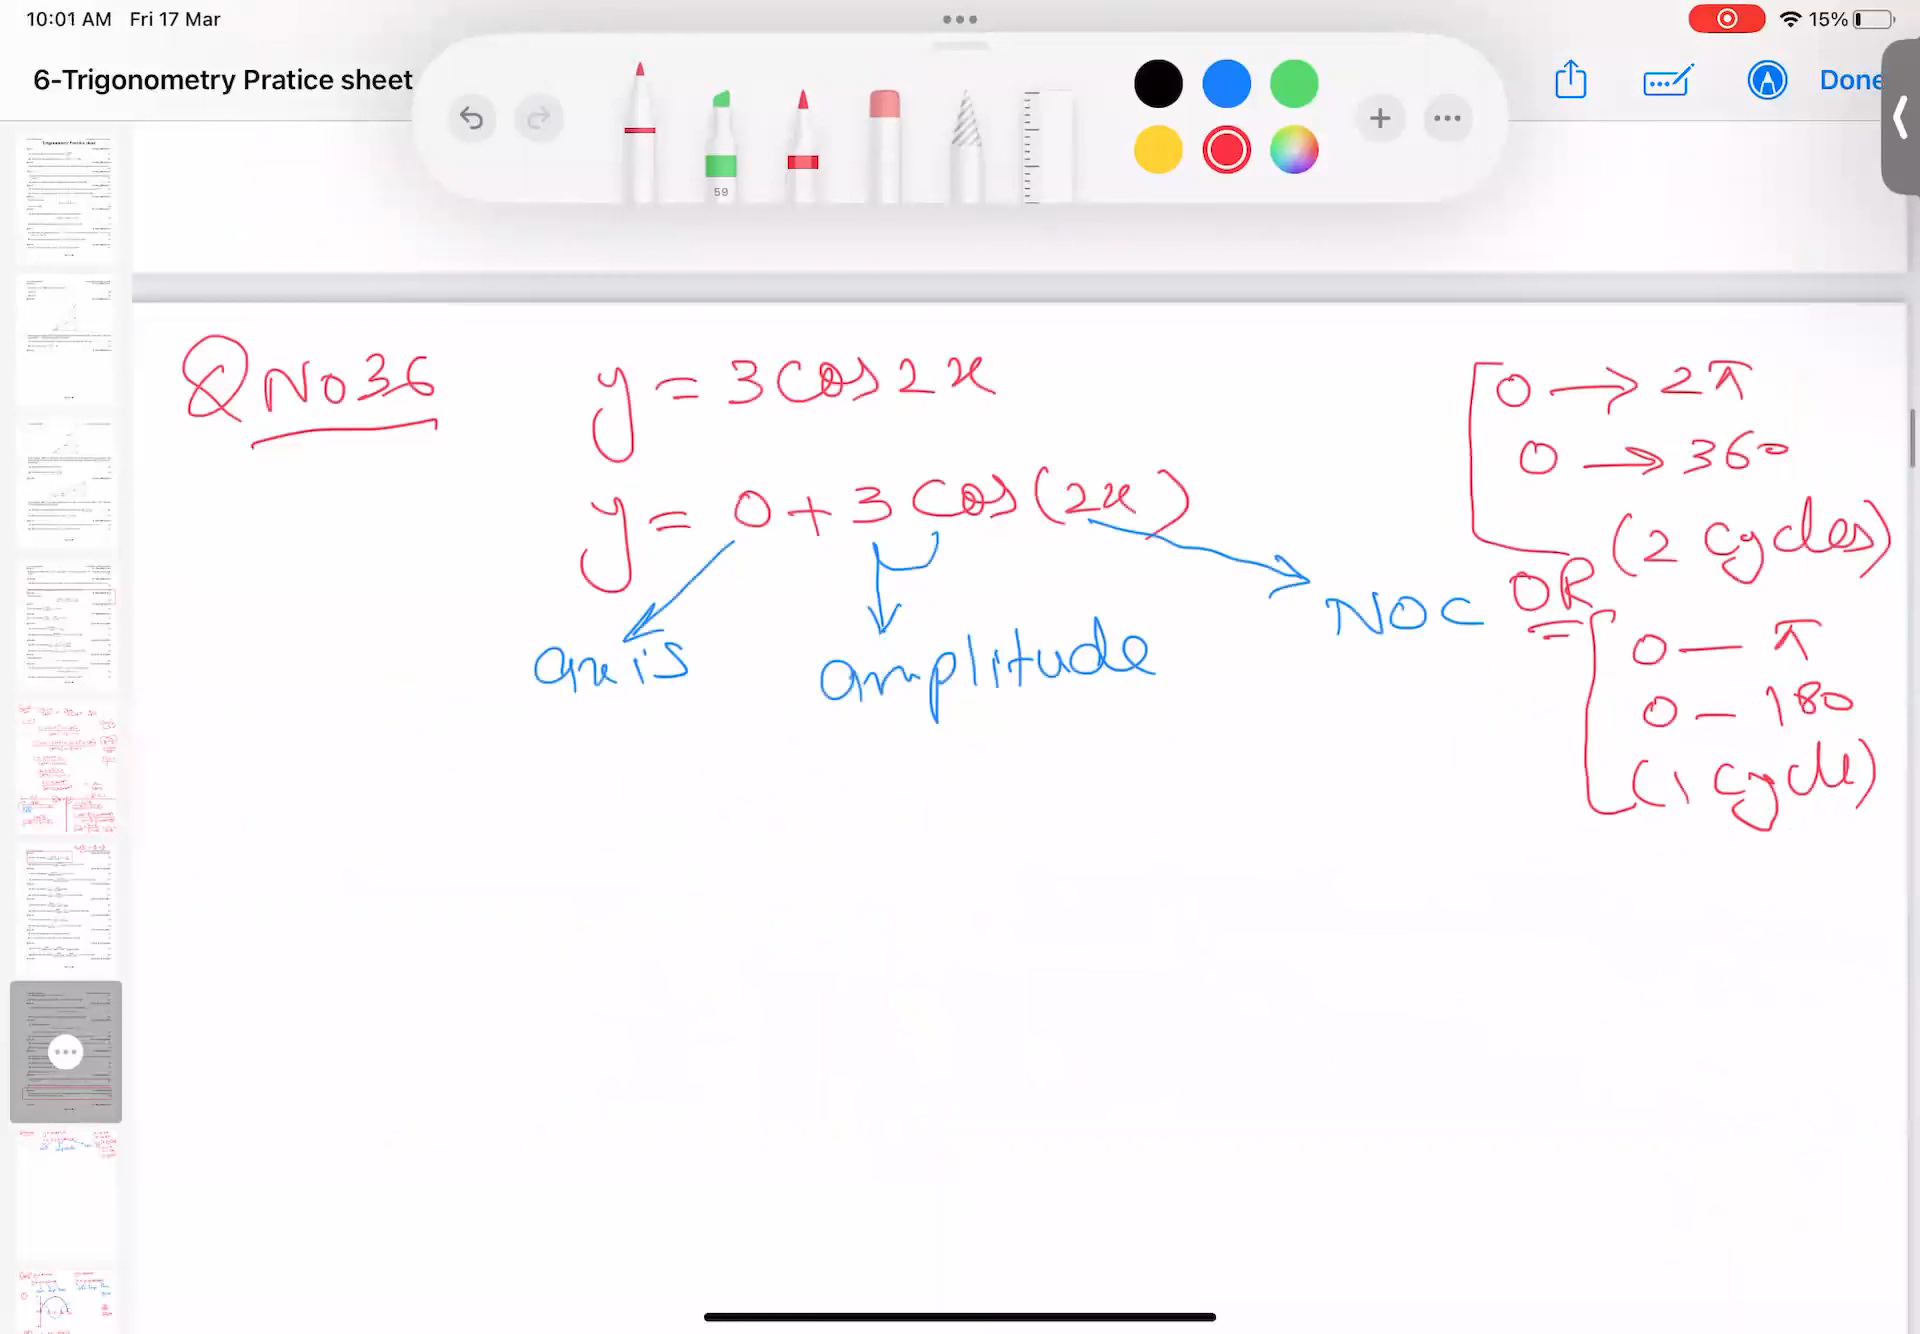 10:01 AM Fri 17 Mar
15%
6-Trigonometry Pratice sheet
59
Done
Q No 36
y = 3 Cos 2x
y = 0 + 3 Cos (2x)
axis
amplitude
NOC
0 → 2π
0 → 360
(2 cycles)
OR
0 — π
0 — 180
(1 cycle)